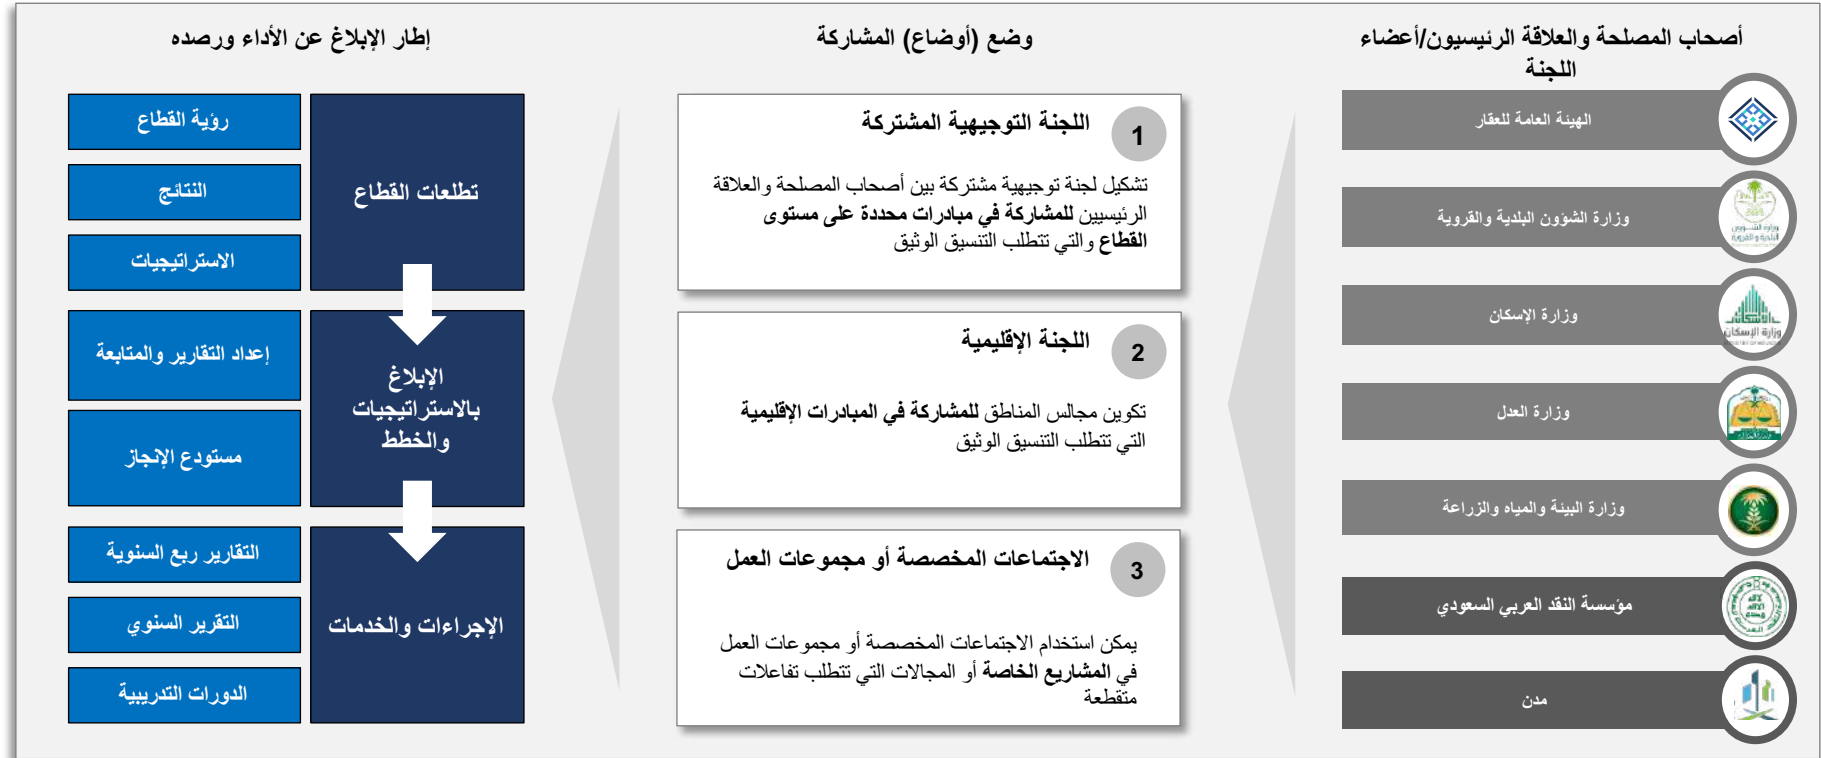 أصحاب المصلحة والعلاقة الرئيسيون/أعضاء
اللجنة
الهيئة العامة للعقار
وزارة الشؤون البلدية والقروية
وزارة الإسكان
وزارة العدل
وزارة البيئة والمياه والزراعة
مؤسسة النقد العربي السعودي
مدن
وضع (أوضاع) المشاركة
1
اللجنة التوجيهية المشتركة
تشكيل لجنة توجيهية مشتركة بين أصحاب المصلحة والعلاقة
الرئيسيين للمشاركة في مبادرات محددة على مستوى
القطاع والتي تتطلب التنسيق الوثيق
2
اللجنة الإقليمية
تكوين مجالس المناطق للمشاركة في المبادرات الإقليمية
التي تتطلب التنسيق الوثيق
3
الاجتماعات المخصصة أو مجموعات العمل
يمكن استخدام الاجتماعات المخصصة أو مجموعات العمل
في المشاريع الخاصة أو المجالات التي تتطلب تفاعلات
متقطعة
إطار الإبلاغ عن الأداء ورصده
تطلعات القطاع
رؤية القطاع
النتائج
الاستراتيجيات
الإبلاغ
بالاستراتيجيات
والخطط
إعداد التقارير والمتابعة
مستودع الإنجاز
الإجراءات والخدمات
التقارير ربع السنوية
التقرير السنوي
الدورات التدريبية